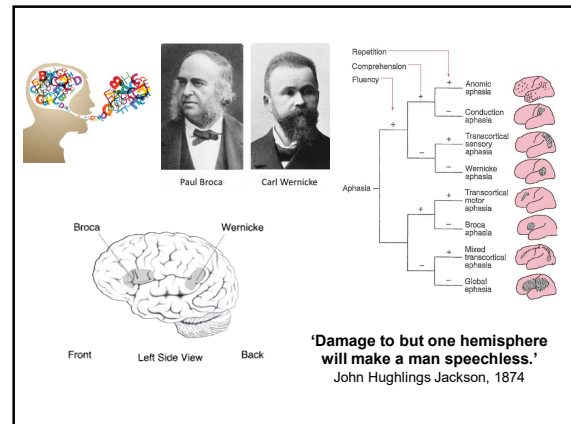 Paul Broca
Carl Wernicke
Repetition
Comprehension
Fluency
Aphasia
+
+
+
Anomic
aphasia
−
Conduction
aphasia
−
+
Transcortical
sensory
aphasia
−
Wernicke
aphasia
−
+
+
Transcortical
motor
aphasia
−
Broca
aphasia
−
+
Mixed
transcortical
aphasia
−
Global
aphasia
Broca
Wernicke
Front
Left Side View
Back
‘Damage to but one hemisphere
will make a man speechless.’
John Hughlings Jackson, 1874